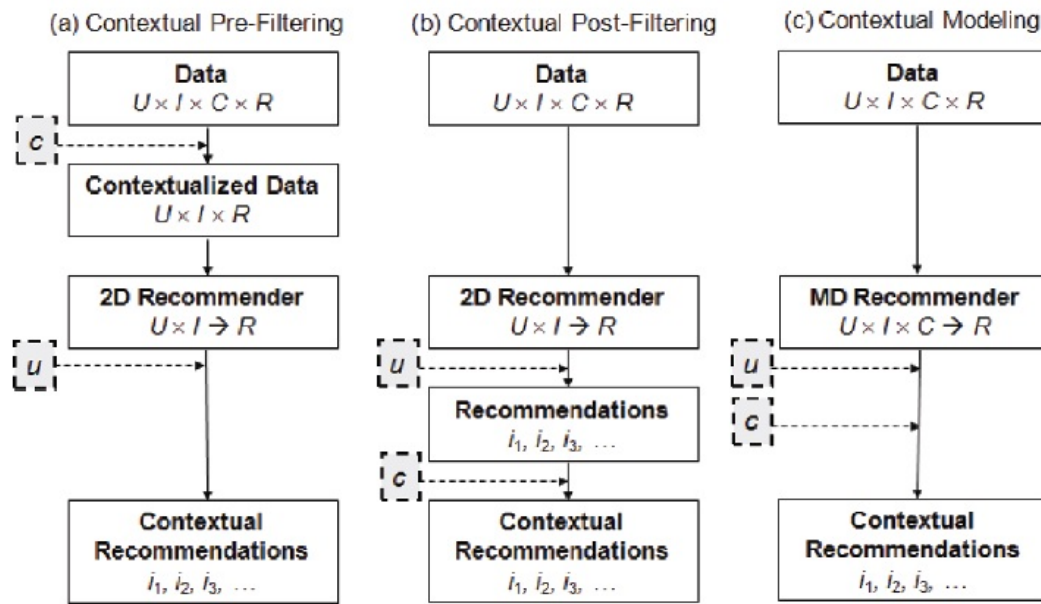 (a) Contextual Pre-Filtering
Data
U × I × C × R
c
Contextualized Data
U × I × R
2D Recommender
U × I → R
u
Contextual
Recommendations
i₁, i₂, i₃, …
(b) Contextual Post-Filtering
Data
U × I × C × R
2D Recommender
U × I → R
u
Recommendations
i₁, i₂, i₃, …
c
Contextual
Recommendations
i₁, i₂, i₃, …
(c) Contextual Modeling
Data
U × I × C × R
MD Recommender
U × I × C → R
u
c
Contextual
Recommendations
i₁, i₂, i₃, …